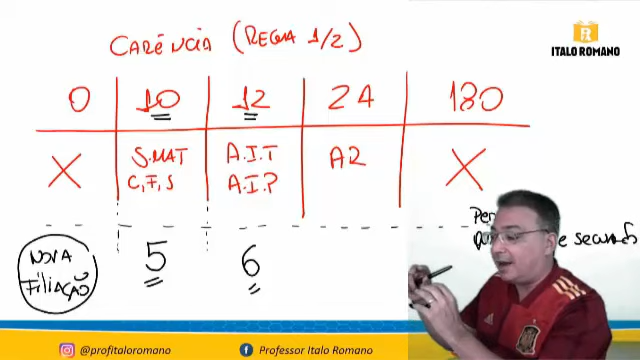 CARÊNCIA (REGRA 1/2)
ITALO ROMANO
0 10 12 24 180
X S.MAT A.I.T AR X
C,F,S A.I.P
NOVA
FILIAÇÃO
5 6
e segurado
@profitaloromano
Professor Italo Romano